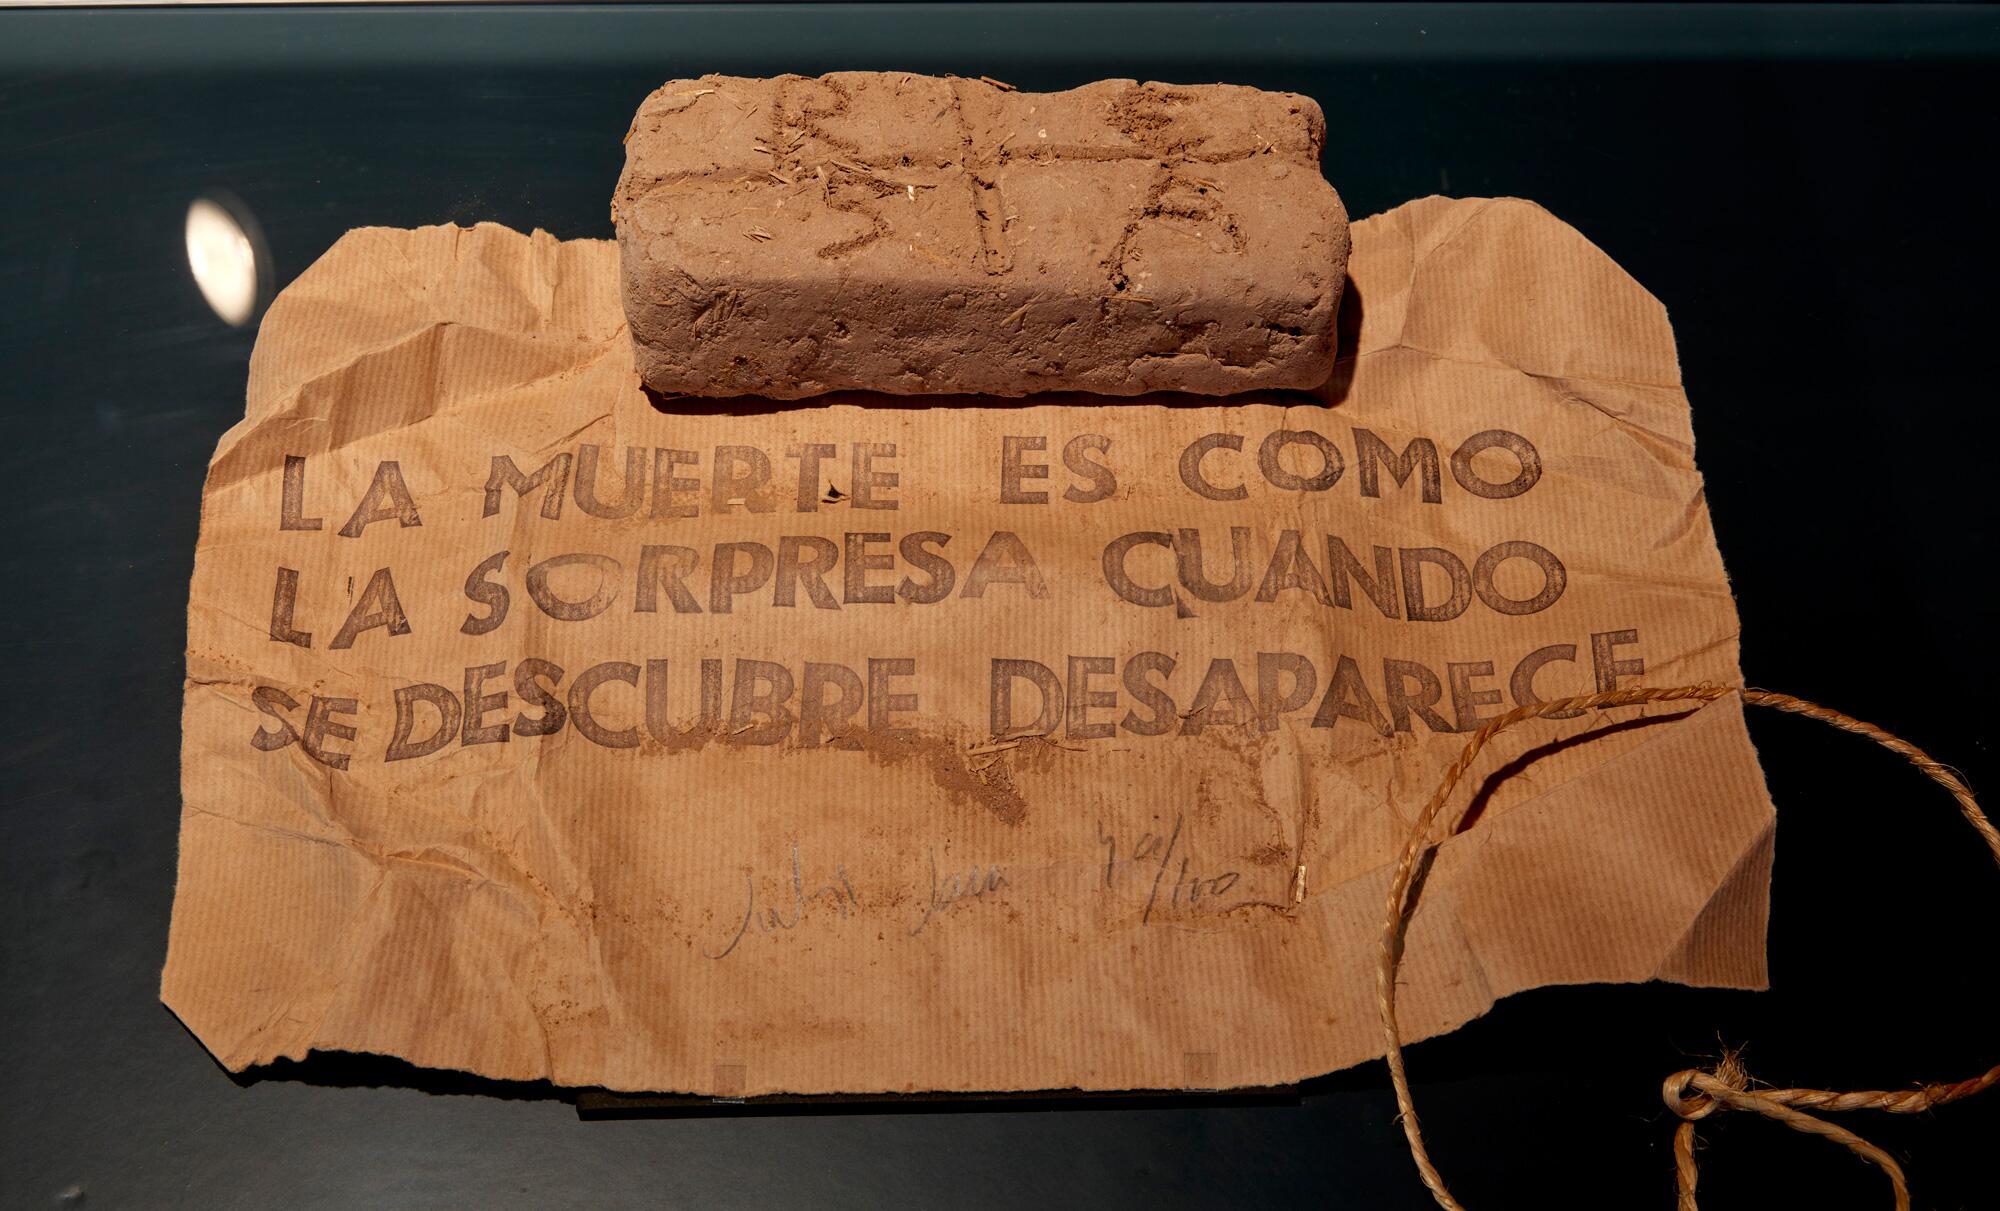 LA MUERTE ES COMO
LA SORPRESA CUANDO
SE DESCUBRE DESAPARECE